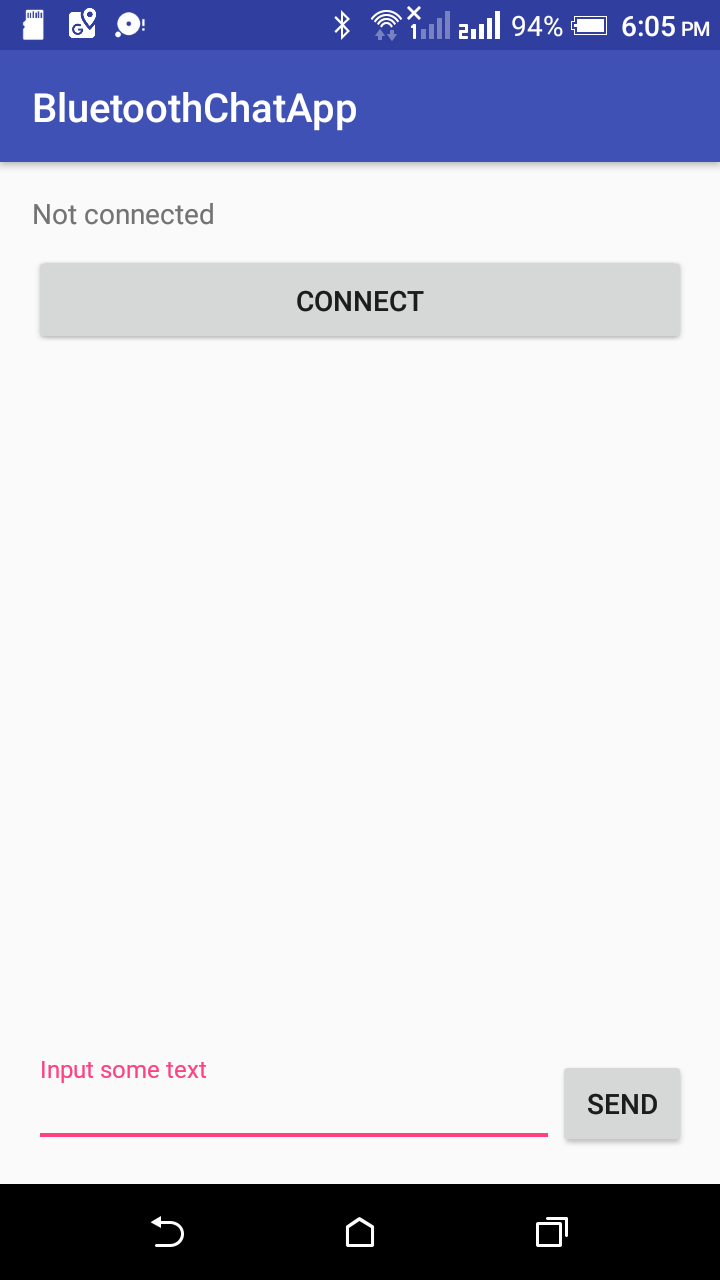 94% 6:05 PM
BluetoothChatApp
Not connected
CONNECT
Input some text
SEND